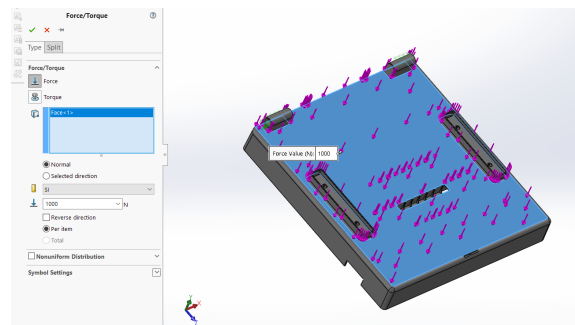 Force/Torque
Type Split
Force/Torque
Force
Torque
Face<1>
Normal
Selected direction
SI
1000 N
Reverse direction
Per item
Total
Nonuniform Distribution
Symbol Settings
Force Value (N): 1000
Y
X
Z